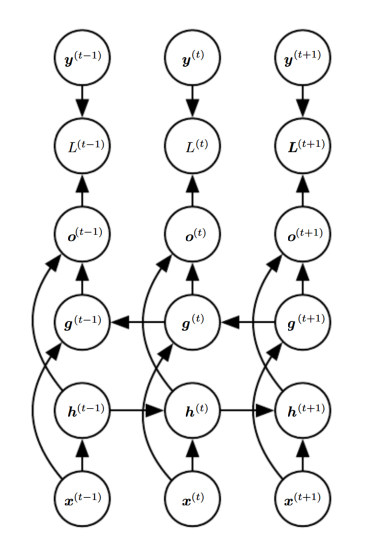 y^(t−1) y^(t) y^(t+1)
L^(t−1) L^(t) L^(t+1)
o^(t−1) o^(t) o^(t+1)
g^(t−1) g^(t) g^(t+1)
h^(t−1) h^(t) h^(t+1)
x^(t−1) x^(t) x^(t+1)